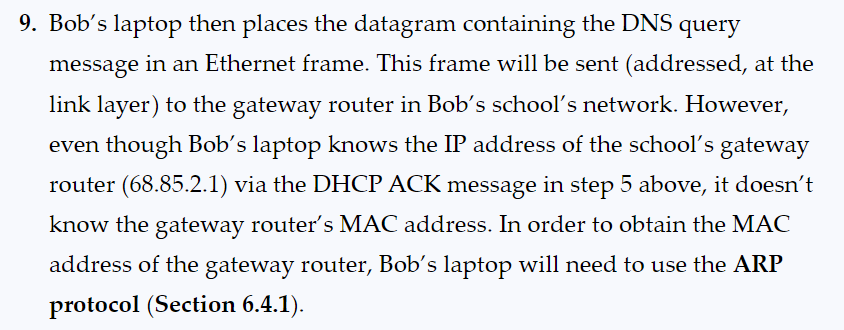 9. Bob’s laptop then places the datagram containing the DNS query
message in an Ethernet frame. This frame will be sent (addressed, at the
link layer) to the gateway router in Bob’s school’s network. However,
even though Bob’s laptop knows the IP address of the school’s gateway
router (68.85.2.1) via the DHCP ACK message in step 5 above, it doesn’t
know the gateway router’s MAC address. In order to obtain the MAC
address of the gateway router, Bob’s laptop will need to use the ARP
protocol (Section 6.4.1).